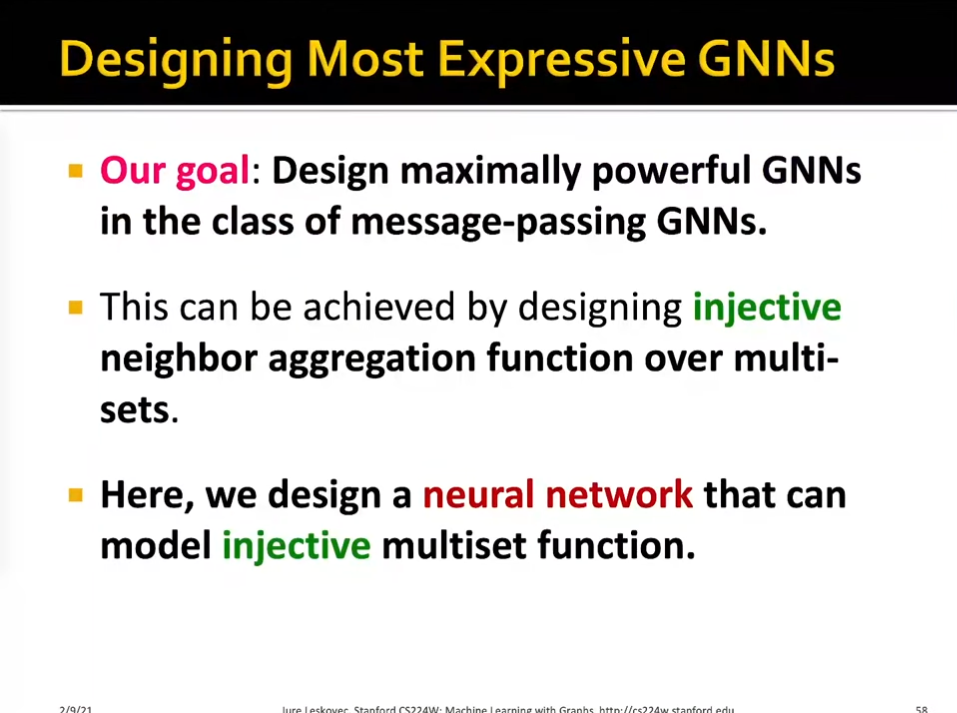 Designing Most Expressive GNNs
Our goal: Design maximally powerful GNNs
in the class of message-passing GNNs.
This can be achieved by designing injective
neighbor aggregation function over multi-
sets.
Here, we design a neural network that can
model injective multiset function.
2/9/21 Jure Leskovec, Stanford CS224W: Machine Learning with Graphs, http://cs224w.stanford.edu 58